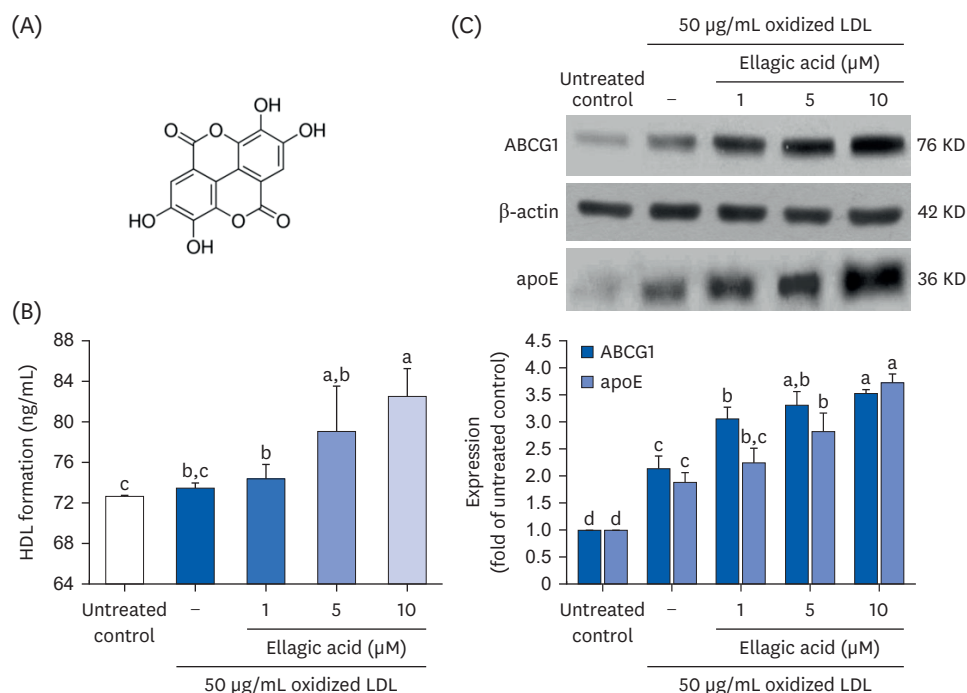 (A)
O
O
OH
OH
HO
OH
O
O
(B)
HDL formation (ng/mL)
88
84
80
76
72
68
64
c
b,c
b
a,b
a
Untreated
control
–
1
5
10
Ellagic acid (µM)
50 µg/mL oxidized LDL
(C)
50 µg/mL oxidized LDL
Ellagic acid (µM)
Untreated
control
–
1
5
10
ABCG1
76 KD
β-actin
42 KD
apoE
36 KD
Expression
(fold of untreated control)
4.5
4.0
3.5
3.0
2.5
2.0
1.5
1.0
0.5
0
ABCG1
apoE
d
d
c
c
b
b,c
a,b
b
a
a
Untreated
control
–
1
5
10
Ellagic acid (µM)
50 µg/mL oxidized LDL